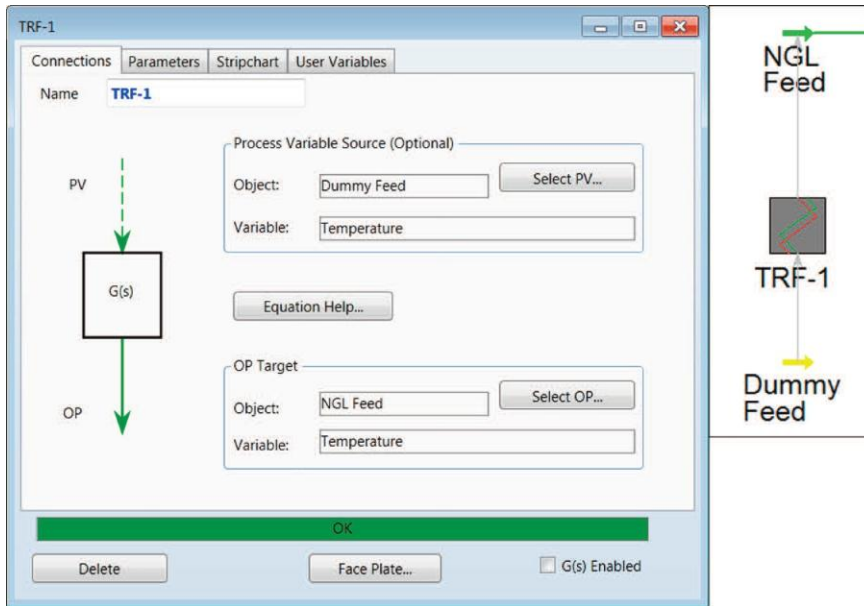 TRF-1
Connections Parameters Stripchart User Variables
Name TRF-1
Process Variable Source (Optional)
PV
Object: Dummy Feed Select PV...
Variable: Temperature
G(s)
Equation Help...
OP Target
Object: NGL Feed Select OP...
OP
Variable: Temperature
OK
Delete Face Plate... G(s) Enabled
NGL
Feed
TRF-1
Dummy
Feed